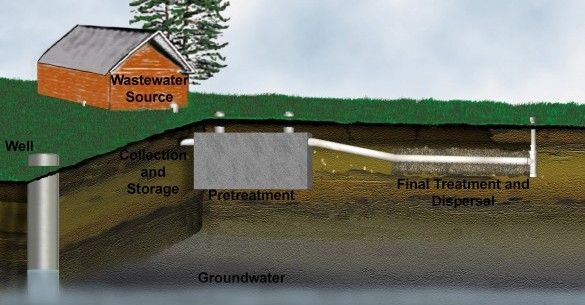 Wastewater
Source
Well
Collection
and
Storage
Pretreatment
Final Treatment and
Dispersal
Groundwater